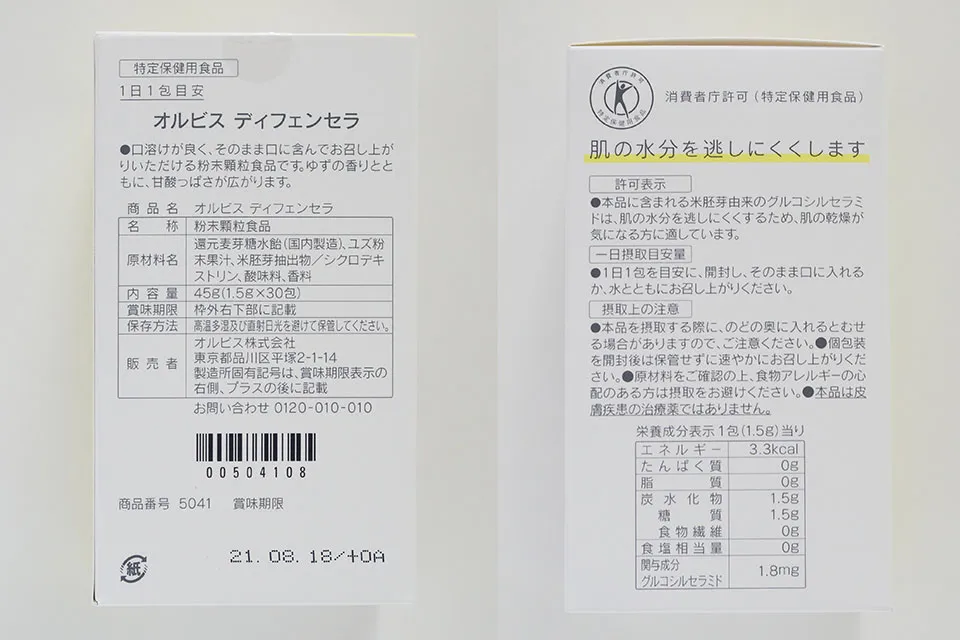 特定保健用食品
1日1包目安
オルビス ディフェンセラ
●口溶けが良く、そのまま口に含んでお召し上が
りいただける粉末顆粒食品です。ゆずの香りとと
もに、甘酸っぱさが広がります。
商品名 オルビス ディフェンセラ
名称 粉末顆粒食品
原材料名 還元麦芽糖水飴(国内製造)、ユズ粉
末果汁、米胚芽抽出物/シクロデキ
ストリン、酸味料、香料
内容量 45g(1.5g×30包)
賞味期限 枠外右下部に記載
保存方法 高温多湿及び直射日光を避けて保管してください。
販売者 オルビス株式会社
東京都品川区平塚2-1-14
製造所固有記号は、賞味期限表示の
右側、プラスの後に記載
お問い合わせ 0120-010-010
00504108
商品番号 5041 賞味期限
21.08.18/+OA
紙
消費者庁許可
特定保健用食品
消費者庁許可(特定保健用食品)
肌の水分を逃しにくくします
許可表示
●本品に含まれる米胚芽由来のグルコシルセラミ
ドは、肌の水分を逃しにくくするため、肌の乾燥が
気になる方に適しています。
一日摂取目安量
●1日1包を目安に、開封し、そのまま口に入れる
か、水とともにお召し上がりください。
摂取上の注意
●本品を摂取する際に、のどの奥に入れるとむせ
る場合がありますので、ご注意ください。●個包装
を開封後は保管せずに速やかにお召し上がりくだ
さい。●原材料をご確認の上、食物アレルギーの心
配のある方は摂取をお避けください。●本品は皮
膚疾患の治療薬ではありません。
栄養成分表示 1包(1.5g)当り
エネルギー 3.3kcal
たんぱく質 0g
脂質 0g
炭水化物 1.5g
糖質 1.5g
食物繊維 0g
食塩相当量 0g
関与成分
グルコシルセラミド 1.8mg